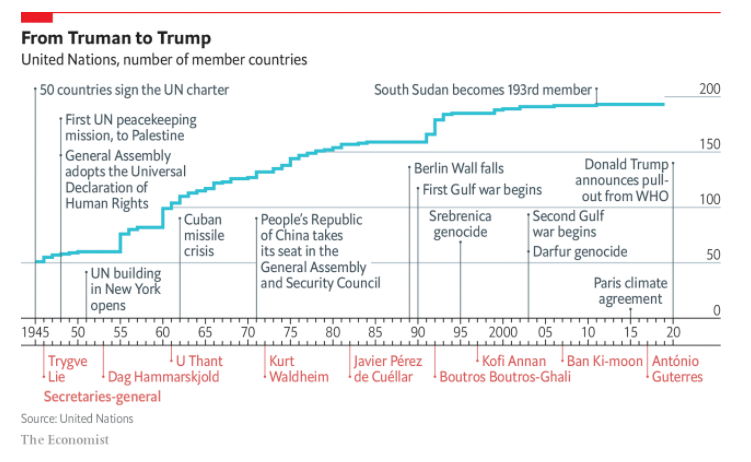 From Truman to Trump
United Nations, number of member countries
50 countries sign the UN charter
South Sudan becomes 193rd member
200
First UN peacekeeping
mission, to Palestine
General Assembly
adopts the Universal
Declaration of
Human Rights
150
Berlin Wall falls
First Gulf war begins
Donald Trump
announces pull-
out from WHO
100
Cuban
missile
crisis
People's Republic
of China takes
its seat in the
General Assembly
and Security Council
Srebrenica
genocide
Second Gulf
war begins
Darfur genocide
50
UN building
in New York
opens
Paris climate
agreement
0
1945 50 55 60 65 70 75 80 85 90 95 2000 05 10 15 20
Trygve
Lie
Dag Hammarskjold
U Thant
Kurt
Waldheim
Javier Pérez
de Cuéllar
Boutros Boutros-Ghali
Kofi Annan
Ban Ki-moon
António
Guterres
Secretaries-general
Source: United Nations
The Economist